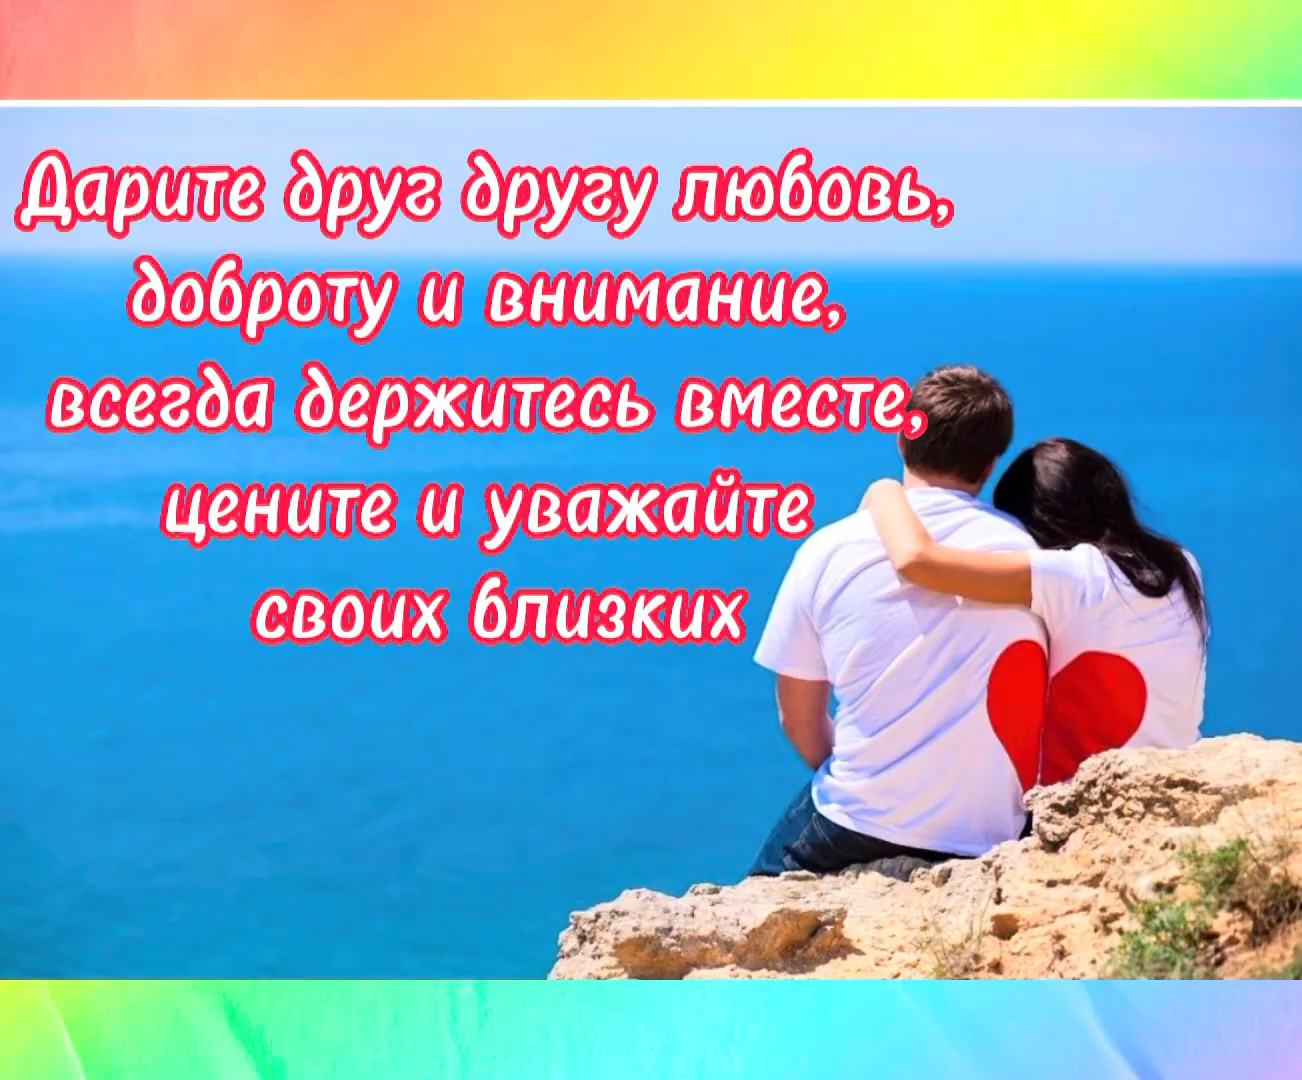 Дарите друг другу любовь,
доброту и внимание,
всегда держитесь вместе,
цените и уважайте
своих близких